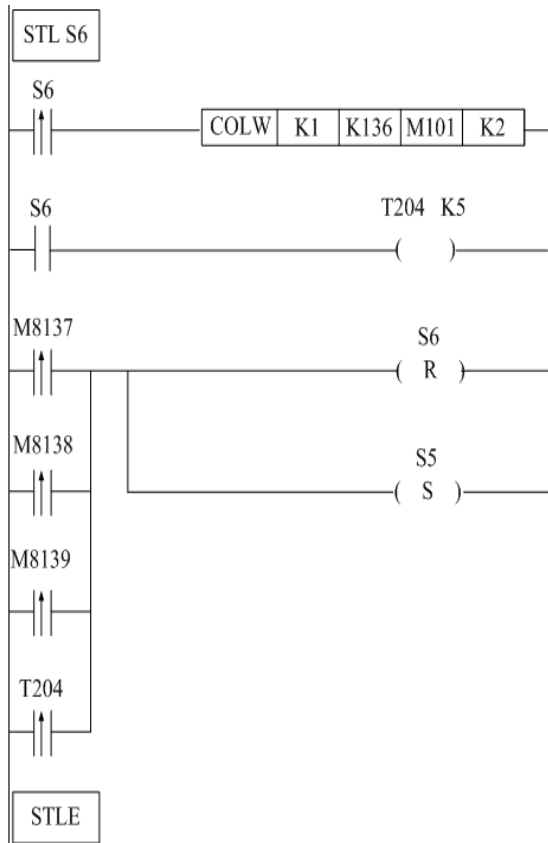 STL S6
S6
COLW K1 K136 M101 K2
S6
T204 K5
( )
M8137
S6
( R )
M8138
S5
( S )
M8139
T204
STLE